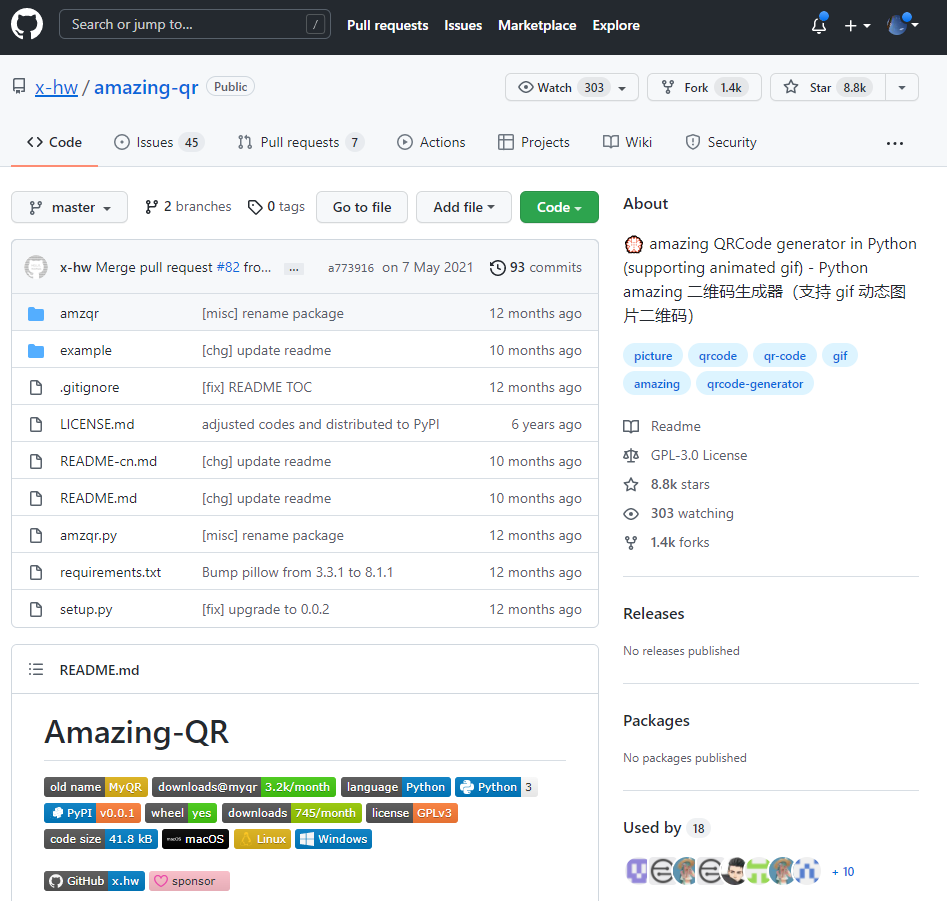 Search or jump to... / Pull requests Issues Marketplace Explore
x-hw / amazing-qr Public Watch 303 Fork 1.4k Star 8.8k
Code Issues 45 Pull requests 7 Actions Projects Wiki Security ...
master 2 branches 0 tags Go to file Add file Code
x-hw Merge pull request #82 fro... ... a773916 on 7 May 2021 93 commits
amzqr [misc] rename package 12 months ago
example [chg] update readme 10 months ago
.gitignore [fix] README TOC 12 months ago
LICENSE.md adjusted codes and distributed to PyPI 6 years ago
README-cn.md [chg] update readme 10 months ago
README.md [chg] update readme 10 months ago
amzqr.py [misc] rename package 12 months ago
requirements.txt Bump pillow from 3.3.1 to 8.1.1 12 months ago
setup.py [fix] upgrade to 0.0.2 12 months ago
README.md
Amazing-QR
old name MyQR downloads@myqr 3.2k/month language Python Python 3
PyPI v0.0.1 wheel yes downloads 745/month license GPLv3
code size 41.8 kB macOS macOS Linux Windows
GitHub x.hw sponsor
About
amazing QRCode generator in Python
(supporting animated gif) - Python
amazing 二维码生成器（支持 gif 动态图
片二维码）
picture qrcode qr-code gif
amazing qrcode-generator
Readme
GPL-3.0 License
8.8k stars
303 watching
1.4k forks
Releases
No releases published
Packages
No packages published
Used by 18
+ 10